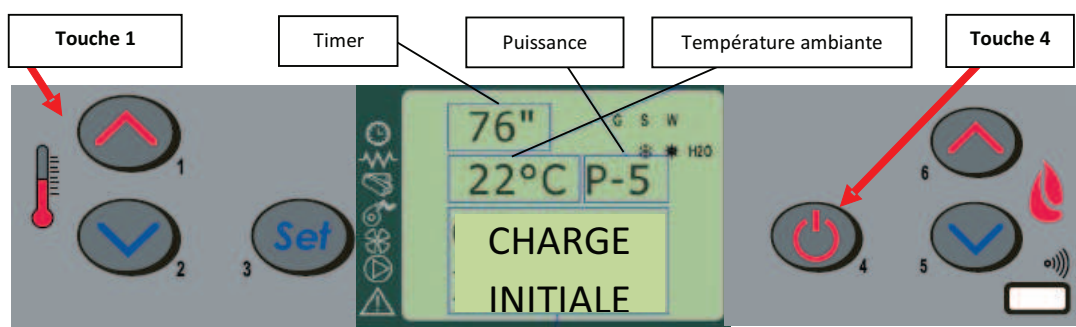 Touche 1
Timer
Puissance
Température ambiante
Touche 4
76"
G S W
H2O
22°C P-5
CHARGE
INITIALE
1
2
3
Set
4
5
6